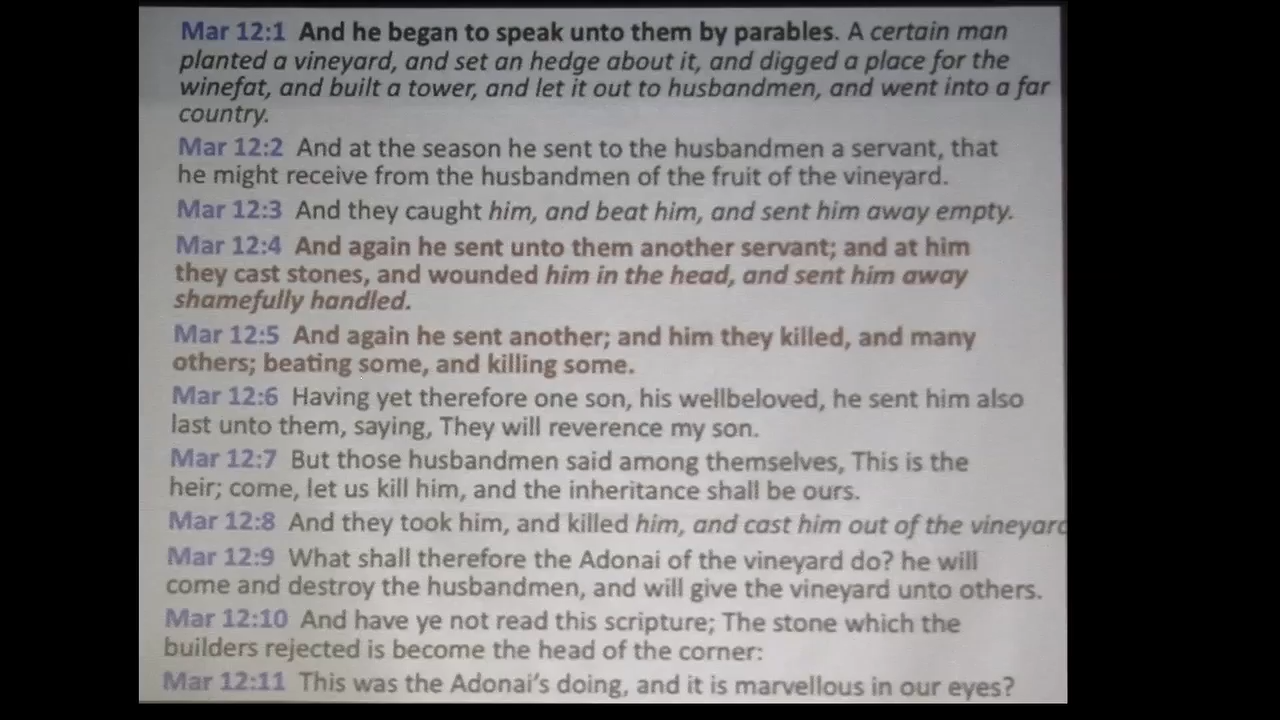 Mar 12:1 And he began to speak unto them by parables. A certain man
planted a vineyard, and set an hedge about it, and digged a place for the
winefat, and built a tower, and let it out to husbandmen, and went into a far
country.
Mar 12:2 And at the season he sent to the husbandmen a servant, that
he might receive from the husbandmen of the fruit of the vineyard.
Mar 12:3 And they caught him, and beat him, and sent him away empty.
Mar 12:4 And again he sent unto them another servant; and at him
they cast stones, and wounded him in the head, and sent him away
shamefully handled.
Mar 12:5 And again he sent another; and him they killed, and many
others; beating some, and killing some.
Mar 12:6 Having yet therefore one son, his wellbeloved, he sent him also
last unto them, saying, They will reverence my son.
Mar 12:7 But those husbandmen said among themselves, This is the
heir; come, let us kill him, and the inheritance shall be ours.
Mar 12:8 And they took him, and killed him, and cast him out of the vineyard
Mar 12:9 What shall therefore the Adonai of the vineyard do? he will
come and destroy the husbandmen, and will give the vineyard unto others.
Mar 12:10 And have ye not read this scripture; The stone which the
builders rejected is become the head of the corner:
Mar 12:11 This was the Adonai's doing, and it is marvellous in our eyes?